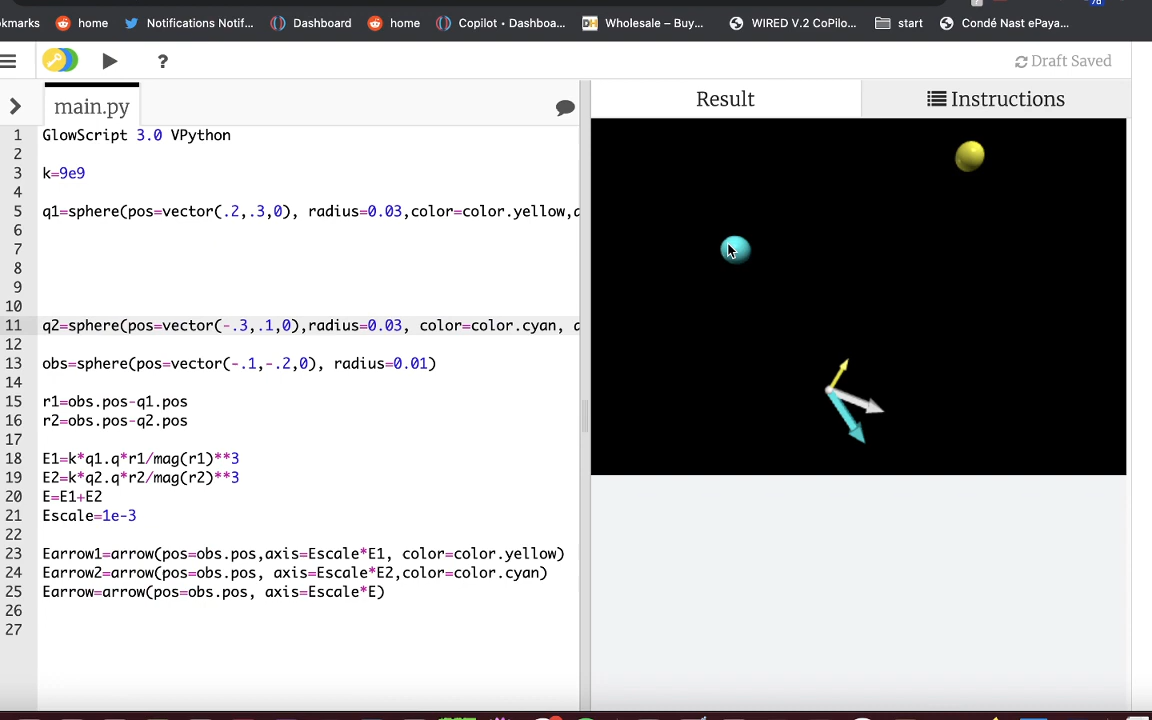 okmarks home Notifications Notif... Dashboard home Copilot • Dashboa... DH Wholesale – Buy... WIRED V.2 CoPilo... start Condé Nast ePaya...
? Draft Saved
main.py Result Instructions
1 GlowScript 3.0 VPython
2
3 k=9e9
4
5 q1=sphere(pos=vector(.2,.3,0), radius=0.03,color=color.yellow,
6
7
8
9
10
11 q2=sphere(pos=vector(-.3,.1,0),radius=0.03, color=color.cyan,
12
13 obs=sphere(pos=vector(-.1,-.2,0), radius=0.01)
14
15 r1=obs.pos-q1.pos
16 r2=obs.pos-q2.pos
17
18 E1=k*q1.q*r1/mag(r1)**3
19 E2=k*q2.q*r2/mag(r2)**3
20 E=E1+E2
21 Escale=1e-3
22
23 Earrow1=arrow(pos=obs.pos,axis=Escale*E1, color=color.yellow)
24 Earrow2=arrow(pos=obs.pos, axis=Escale*E2,color=color.cyan)
25 Earrow=arrow(pos=obs.pos, axis=Escale*E)
26
27